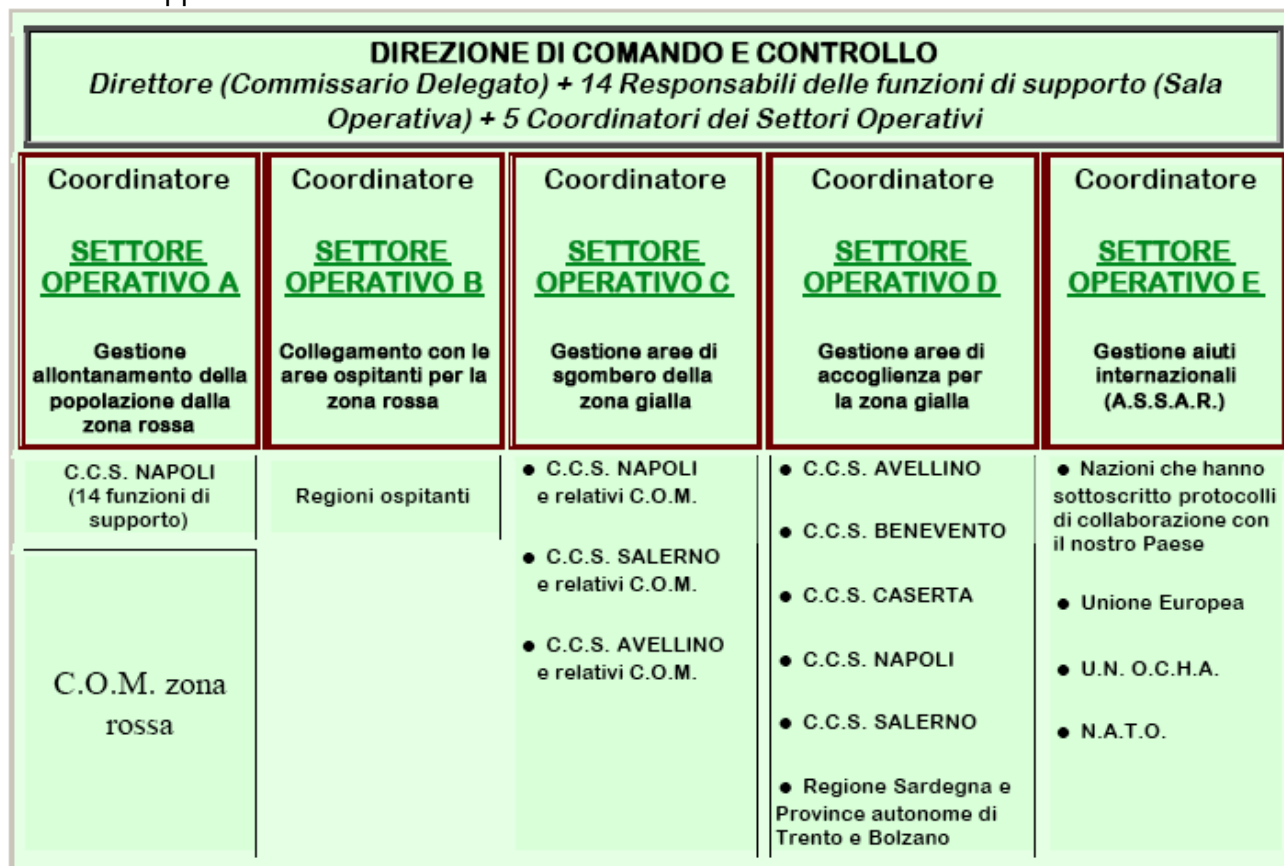 DIREZIONE DI COMANDO E CONTROLLO
Direttore (Commissario Delegato) + 14 Responsabili delle funzioni di supporto (Sala
Operativa) + 5 Coordinatori dei Settori Operativi
Coordinatore
SETTORE
OPERATIVO A
Gestione
allontanamento della
popolazione dalla
zona rossa
C.C.S. NAPOLI
(14 funzioni di
supporto)
C.O.M. zona
rossa
Coordinatore
SETTORE
OPERATIVO B
Collegamento con le
aree ospitanti per la
zona rossa
Regioni ospitanti
Coordinatore
SETTORE
OPERATIVO C
Gestione aree di
sgombero della
zona gialla
● C.C.S. NAPOLI
e relativi C.O.M.
● C.C.S. SALERNO
e relativi C.O.M.
● C.C.S. AVELLINO
e relativi C.O.M.
Coordinatore
SETTORE
OPERATIVO D
Gestione aree di
accoglienza per
la zona gialla
● C.C.S. AVELLINO
● C.C.S. BENEVENTO
● C.C.S. CASERTA
● C.C.S. NAPOLI
● C.C.S. SALERNO
● Regione Sardegna e
Province autonome di
Trento e Bolzano
Coordinatore
SETTORE
OPERATIVO E
Gestione aiuti
internazionali
(A.S.S.A.R.)
● Nazioni che hanno
sottoscritto protocolli
di collaborazione con
il nostro Paese
● Unione Europea
● U.N. O.C.H.A.
● N.A.T.O.